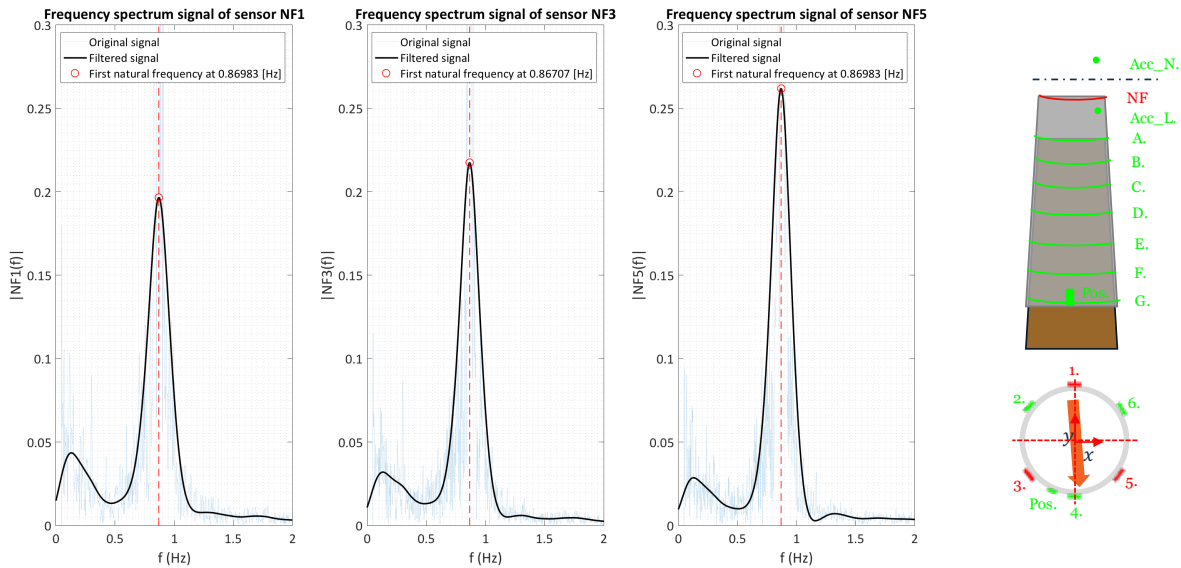 Frequency spectrum signal of sensor NF1
Original signal
Filtered signal
First natural frequency at 0.86983 [Hz]
|NF1(f)|
0.3
0.25
0.2
0.15
0.1
0.05
0
0
0.5
1
1.5
2
f (Hz)
Frequency spectrum signal of sensor NF3
Original signal
Filtered signal
First natural frequency at 0.86707 [Hz]
|NF3(f)|
0.3
0.25
0.2
0.15
0.1
0.05
0
0
0.5
1
1.5
2
f (Hz)
Frequency spectrum signal of sensor NF5
Original signal
Filtered signal
First natural frequency at 0.86983 [Hz]
|NF5(f)|
0.3
0.25
0.2
0.15
0.1
0.05
0
0
0.5
1
1.5
2
f (Hz)
Acc_N.
NF
Acc_L.
A.
B.
C.
D.
E.
F.
Pos.
G.
1.
2.
6.
y
x
3.
5.
Pos.
4.